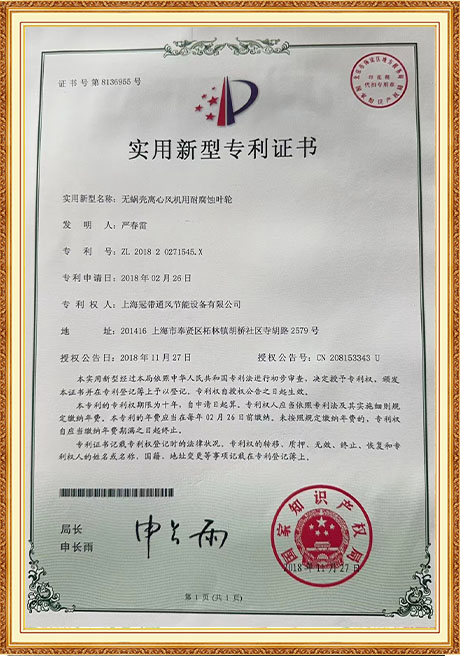 证书号第8136955号
印花税
代扣专用章
实用新型专利证书
实用新型名称：无蜗壳离心风机用耐腐蚀叶轮
发明人：严春雷
专利号：ZL 2018 2 0271545.X
专利申请日：2018年02月26日
专利权人：上海冠带通风节能设备有限公司
地址：201416 上海市奉贤区柘林镇胡桥社区寺胡路2579号
授权公告日：2018年11月27日 授权公告号：CN 208153343 U
本实用新型经过本局依照中华人民共和国专利法进行初步审查，决定授予专利权，颁发
本证书并在专利登记簿上予以登记。专利权自授权公告之日起生效。
本专利的专利权期限为十年，自申请日起算。专利权人应当依照专利法及其实施细则规
定缴纳年费。本专利的年费应当在每年02月26日前缴纳。未按照规定缴纳年费的，专利权
自应当缴纳年费期满之日起终止。
专利证书记载专利权登记时的法律状况。专利权的转移、质押、无效、终止、恢复和专
利权人的姓名或名称、国籍、地址变更等事项记载在专利登记簿上。
局长
申长雨
申长雨
国家知识产权局
2018年11月27日
第1页(共1页)